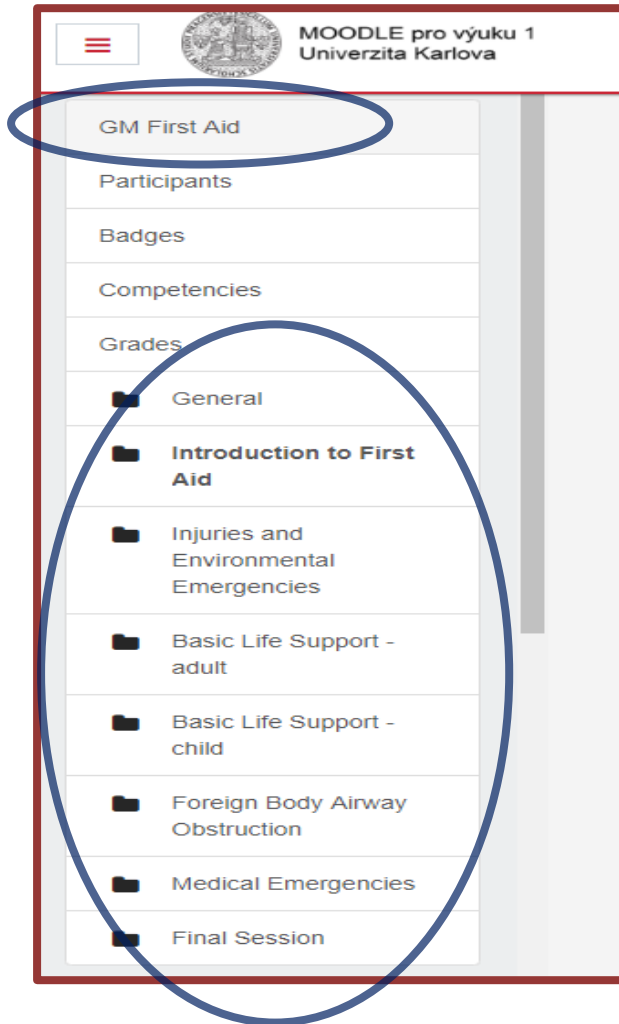 MOODLE pro výuku 1
Univerzita Karlova
GM First Aid
Participants
Badges
Competencies
Grades
General
Introduction to First
Aid
Injuries and
Environmental
Emergencies
Basic Life Support -
adult
Basic Life Support -
child
Foreign Body Airway
Obstruction
Medical Emergencies
Final Session